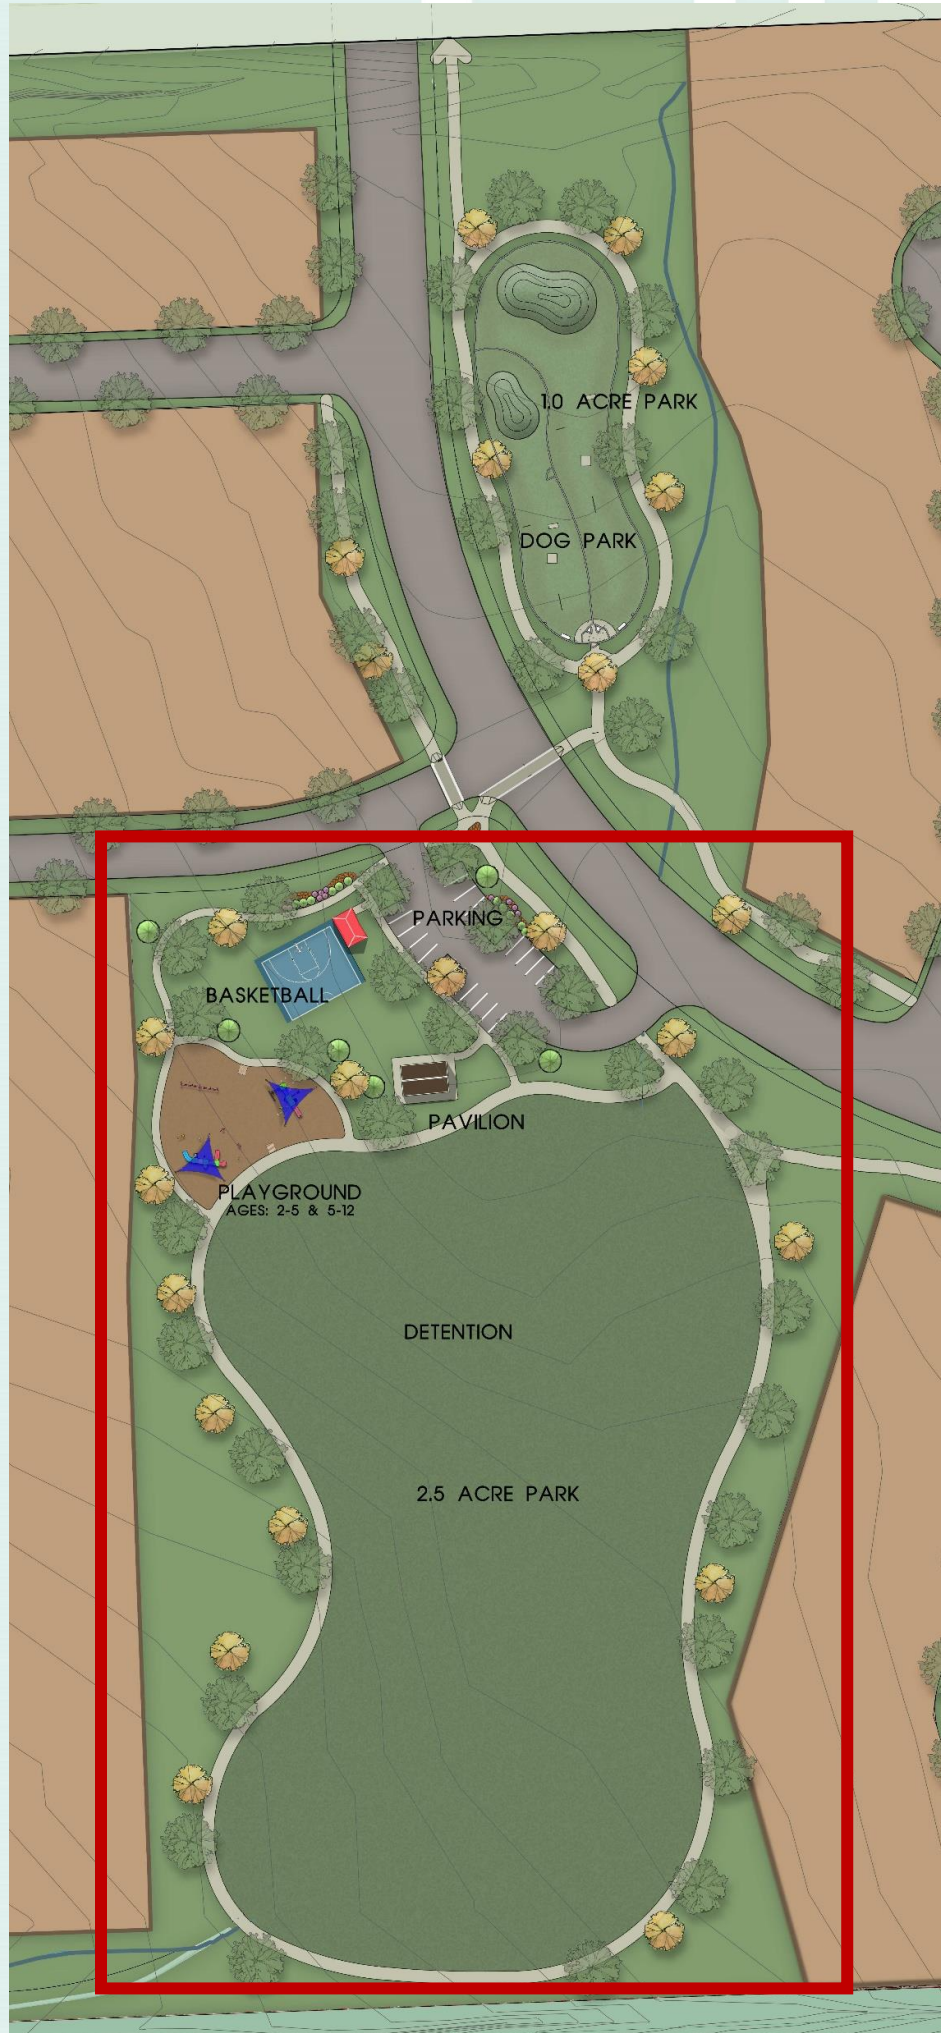 1.0 ACRE PARK
DOG PARK
PARKING
BASKETBALL
PAVILION
PLAYGROUND
AGES: 2-5 & 5-12
DETENTION
2.5 ACRE PARK